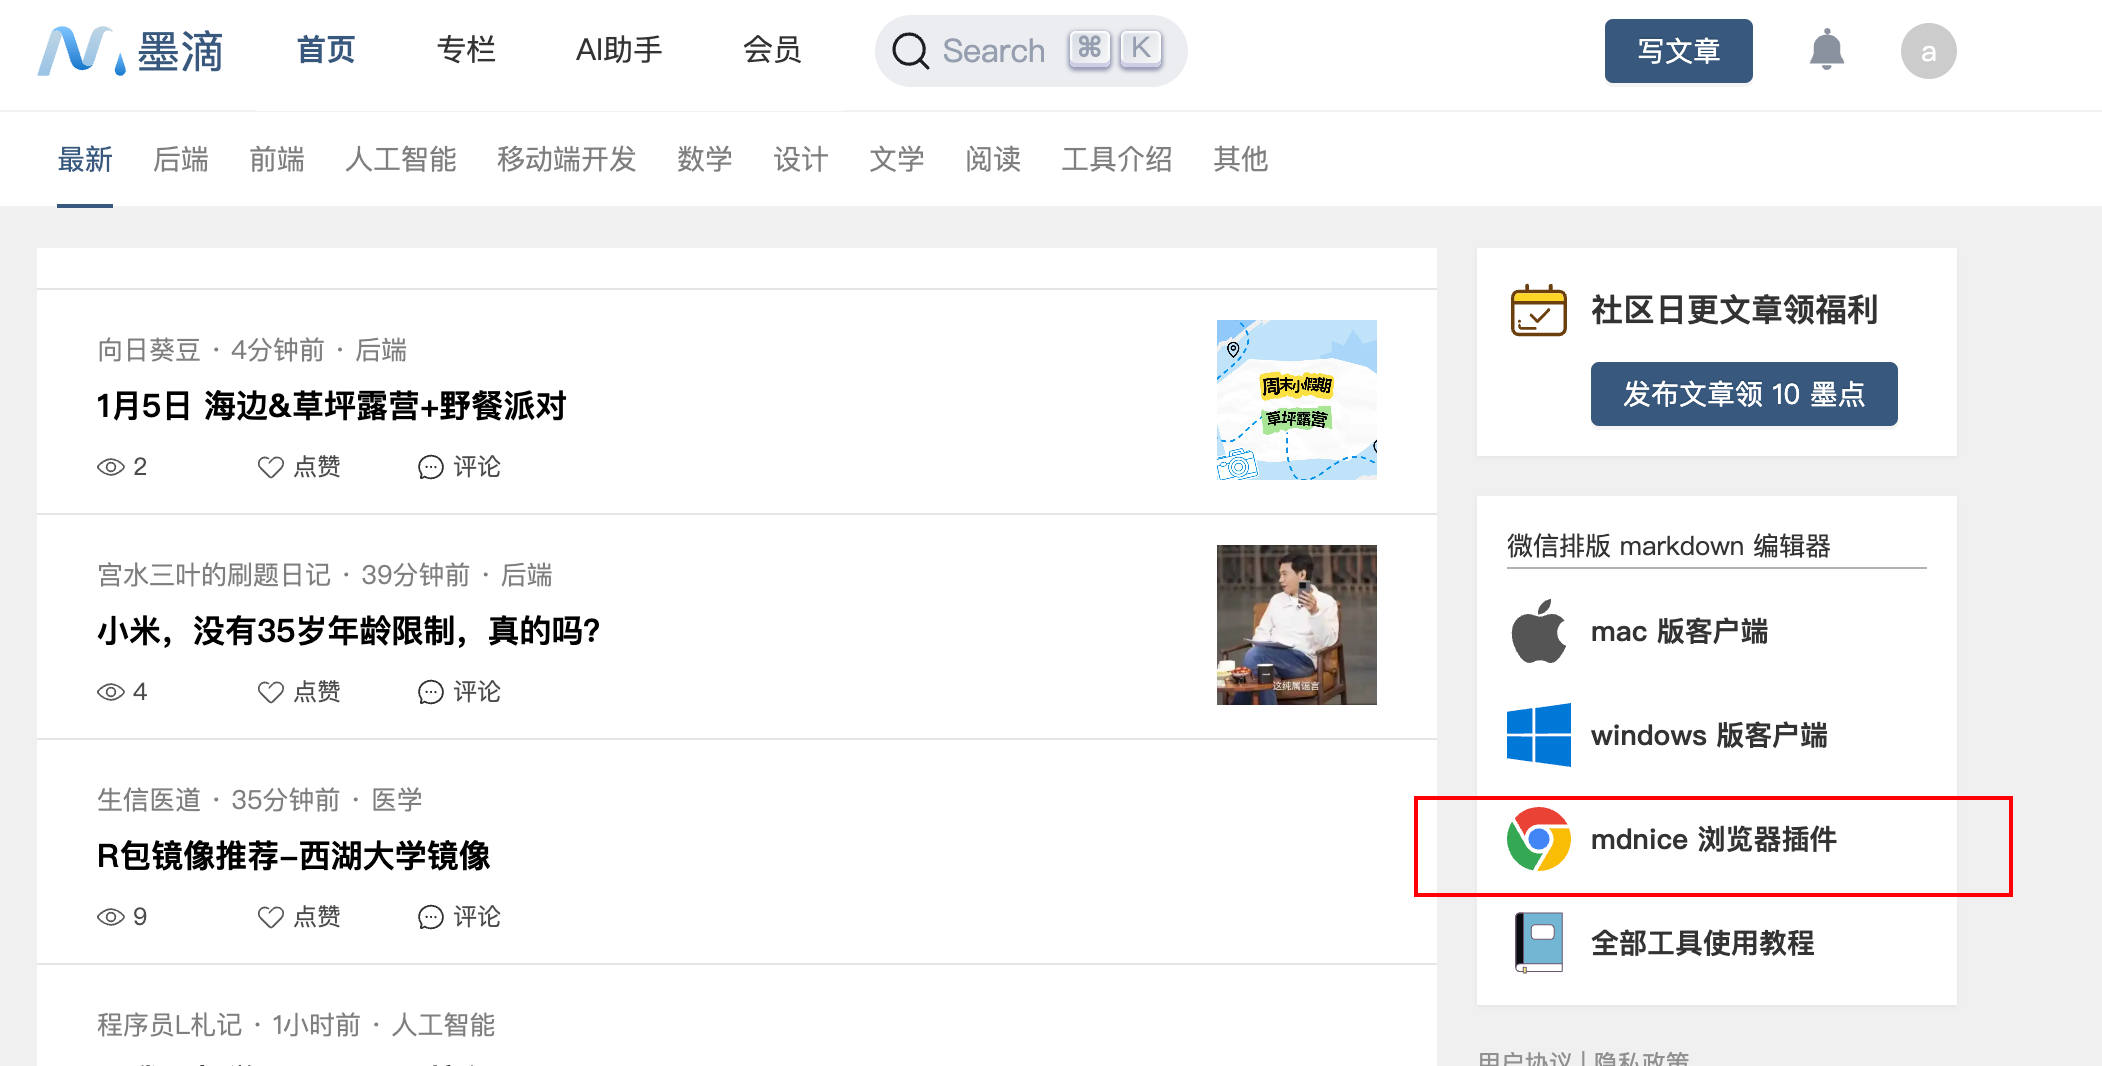 墨滴 首页 专栏 AI助手 会员 Search ⌘ K 写文章 a
最新 后端 前端 人工智能 移动端开发 数学 设计 文学 阅读 工具介绍 其他
向日葵豆 · 4分钟前 · 后端
1月5日 海边&草坪露营+野餐派对
2 点赞 评论
周末小假期
草坪露营
宫水三叶的刷题日记 · 39分钟前 · 后端
小米，没有35岁年龄限制，真的吗？
4 点赞 评论
这纯属谣言
生信医道 · 35分钟前 · 医学
R包镜像推荐-西湖大学镜像
9 点赞 评论
程序员L札记 · 1小时前 · 人工智能
社区日更文章领福利
发布文章领 10 墨点
微信排版 markdown 编辑器
mac 版客户端
windows 版客户端
mdnice 浏览器插件
全部工具使用教程
用户协议 | 隐私政策